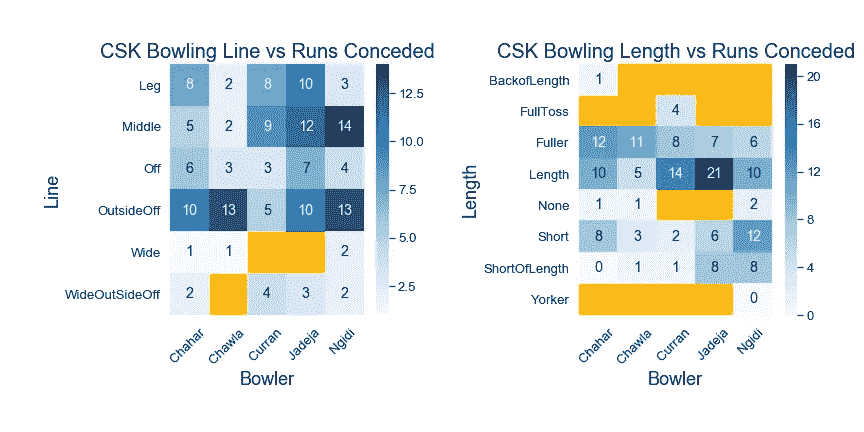 CSK Bowling Line vs Runs Conceded
Line
Leg 8 2 8 10 3
Middle 5 2 9 12 14
Off 6 3 3 7 4
OutsideOff 10 13 5 10 13
Wide 1 1 2
WideOutSideOff 2 4 3 2
Chahar Chawla Curran Jadeja Ngidi
Bowler
12.5
10.0
7.5
5.0
2.5
CSK Bowling Length vs Runs Conceded
Length
BackofLength 1
FullToss 4
Fuller 12 11 8 7 6
Length 10 5 14 21 10
None 1 1 2
Short 8 3 2 6 12
ShortOfLength 0 1 1 8 8
Yorker 0
Chahar Chawla Curran Jadeja Ngidi
Bowler
20
16
12
8
4
0